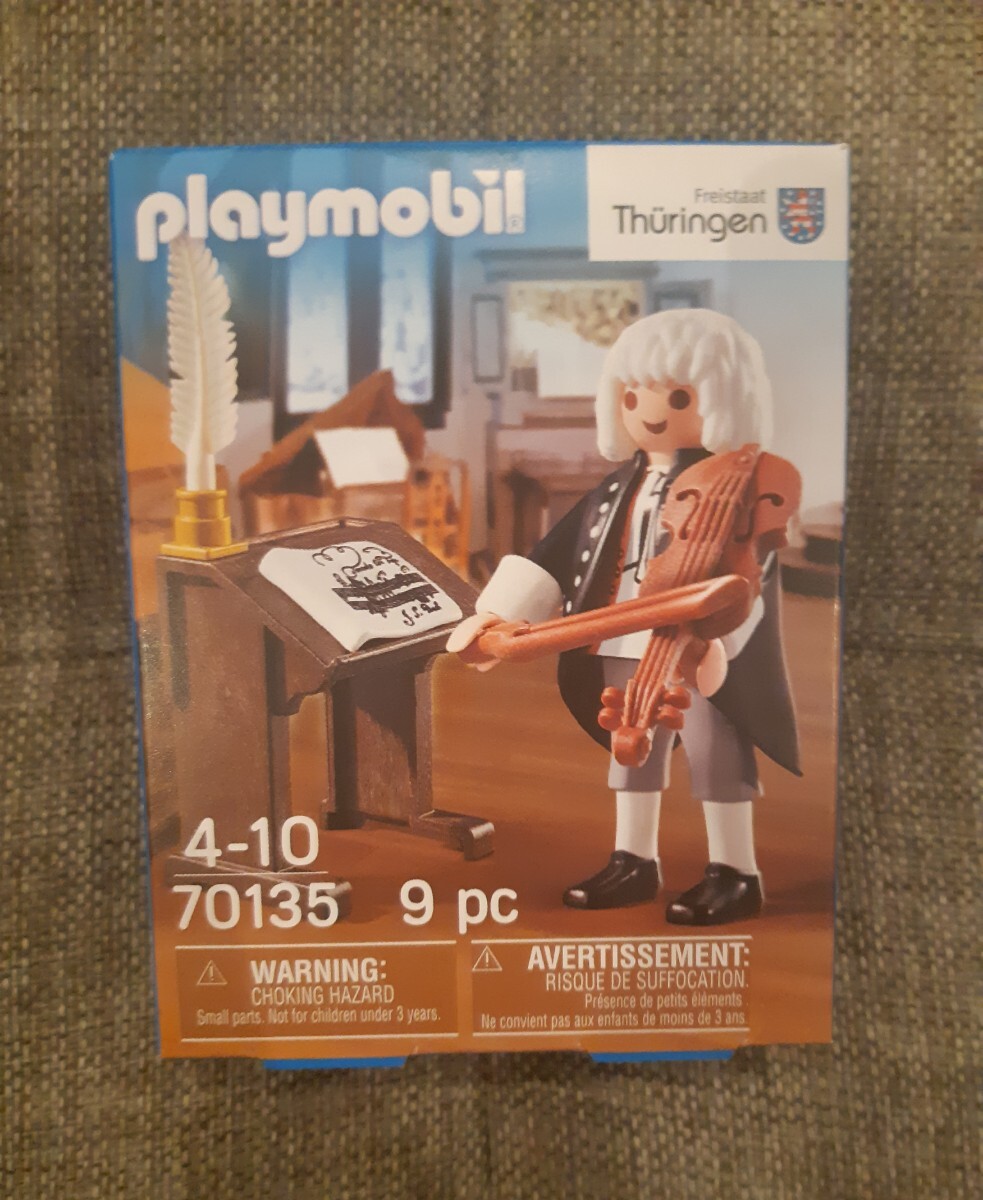 playmobil
Freistaat
Thüringen
J. S. Bach
4-10
70135 9 pc
WARNING:
CHOKING HAZARD
Small parts. Not for children under 3 years.
AVERTISSEMENT:
RISQUE DE SUFFOCATION.
Présence de petits éléments
Ne convient pas aux enfants de moins de 3 ans